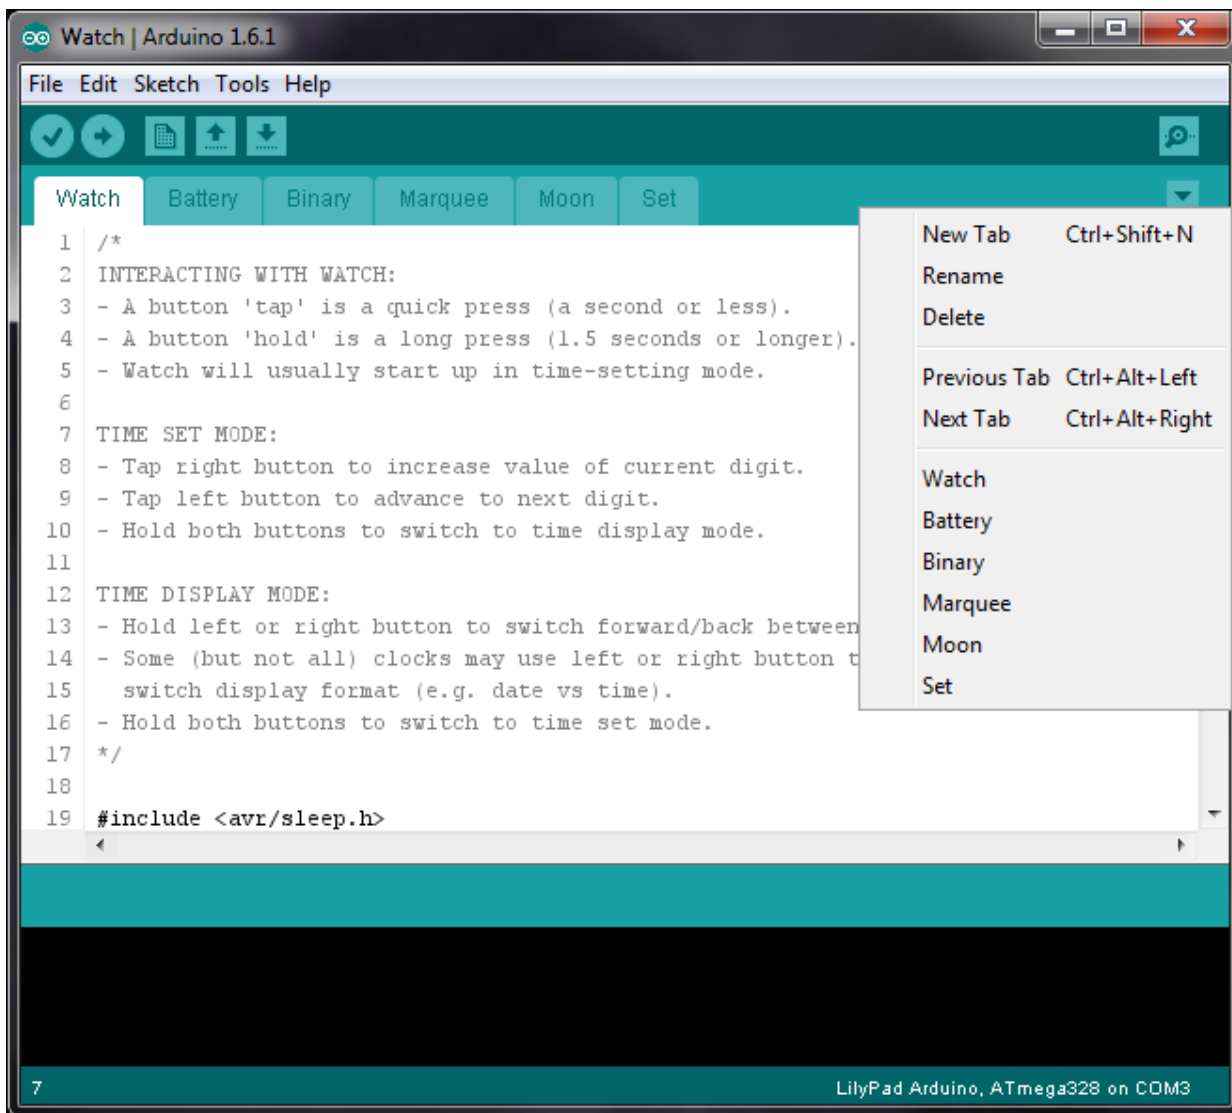 Watch | Arduino 1.6.1
File Edit Sketch Tools Help
Watch Battery Binary Marquee Moon Set
1 /*
2 INTERACTING WITH WATCH:
3 - A button 'tap' is a quick press (a second or less).
4 - A button 'hold' is a long press (1.5 seconds or longer).
5 - Watch will usually start up in time-setting mode.
6
7 TIME SET MODE:
8 - Tap right button to increase value of current digit.
9 - Tap left button to advance to next digit.
10 - Hold both buttons to switch to time display mode.
11
12 TIME DISPLAY MODE:
13 - Hold left or right button to switch forward/back between
14 - Some (but not all) clocks may use left or right button t
15 switch display format (e.g. date vs time).
16 - Hold both buttons to switch to time set mode.
17 */
18
19 #include <avr/sleep.h>
New Tab Ctrl+Shift+N
Rename
Delete
Previous Tab Ctrl+Alt+Left
Next Tab Ctrl+Alt+Right
Watch
Battery
Binary
Marquee
Moon
Set
7 LilyPad Arduino, ATmega328 on COM3